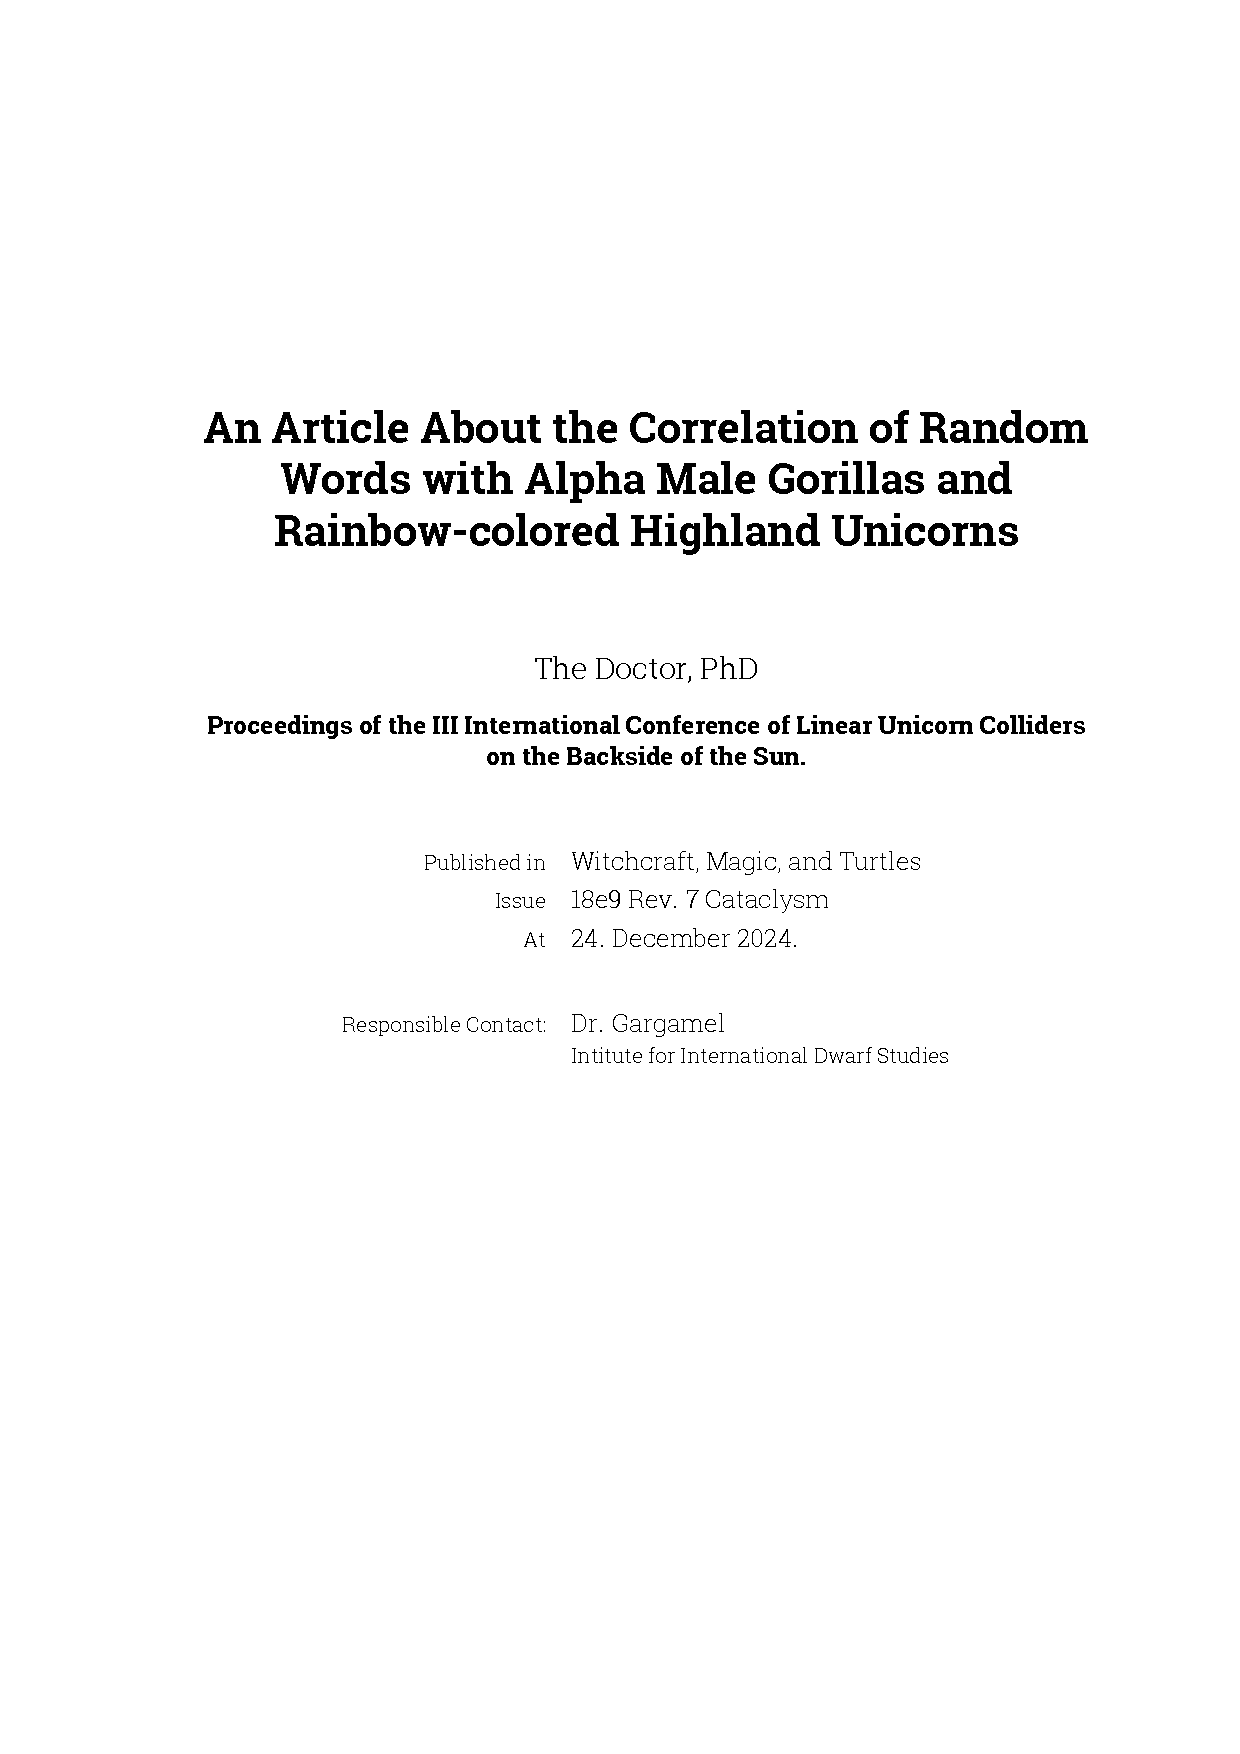 An Article About the Correlation of Random
Words with Alpha Male Gorillas and
Rainbow-colored Highland Unicorns
The Doctor, PhD
Proceedings of the III International Conference of Linear Unicorn Colliders
on the Backside of the Sun.
Published in Witchcraft, Magic, and Turtles
Issue 18e9 Rev. 7 Cataclysm
At 24. December 2024.
Responsible Contact: Dr. Gargamel
Intitute for International Dwarf Studies